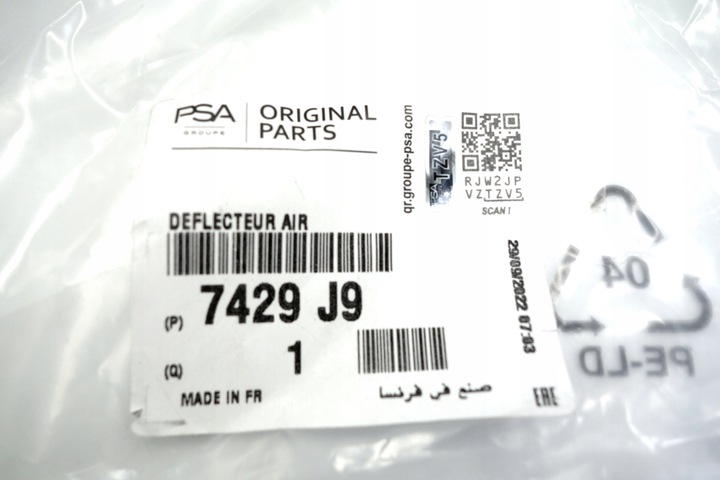 PSA
GROUPE
ORIGINAL
PARTS
qr.groupe-psa.com
PSA
TZV5
RJW2JP
VZTZV5
SCAN!
DEFLECTEUR AIR
(P) 7429 J9
(Q) 1
MADE IN FR
صنع في فرنسا
29/09/2022 07:03
EAC
04
PE-LD